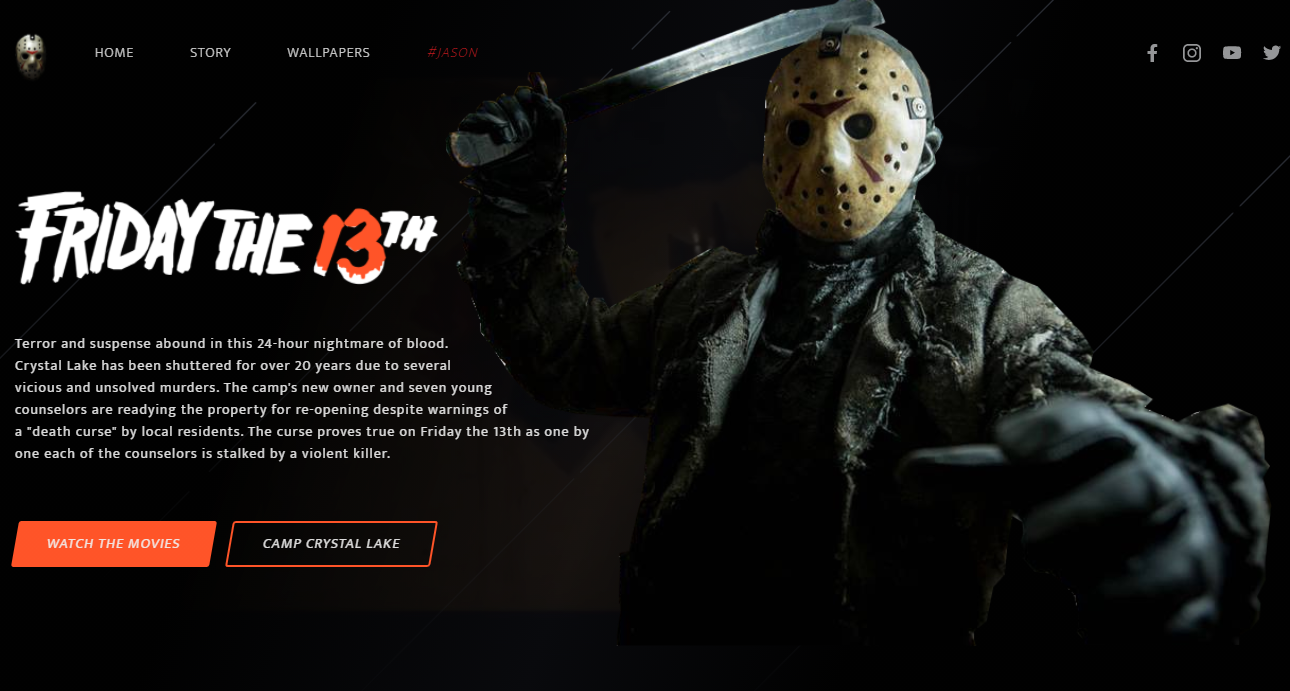 HOME
STORY
WALLPAPERS
#JASON
FRIDAY THE 13TH
Terror and suspense abound in this 24-hour nightmare of blood.
Crystal Lake has been shuttered for over 20 years due to several
vicious and unsolved murders. The camp's new owner and seven young
counselors are readying the property for re-opening despite warnings of
a "death curse" by local residents. The curse proves true on Friday the 13th as one by
one each of the counselors is stalked by a violent killer.
WATCH THE MOVIES
CAMP CRYSTAL LAKE